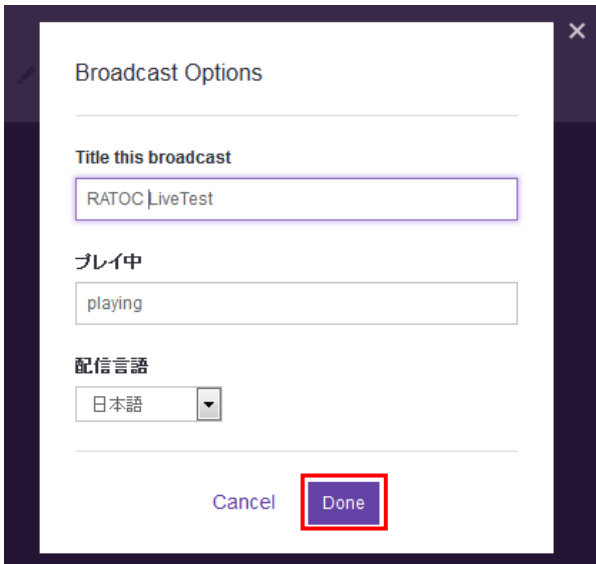 Broadcast Options
Title this broadcast
RATOC LiveTest
プレイ中
playing
配信言語
日本語
Cancel
Done